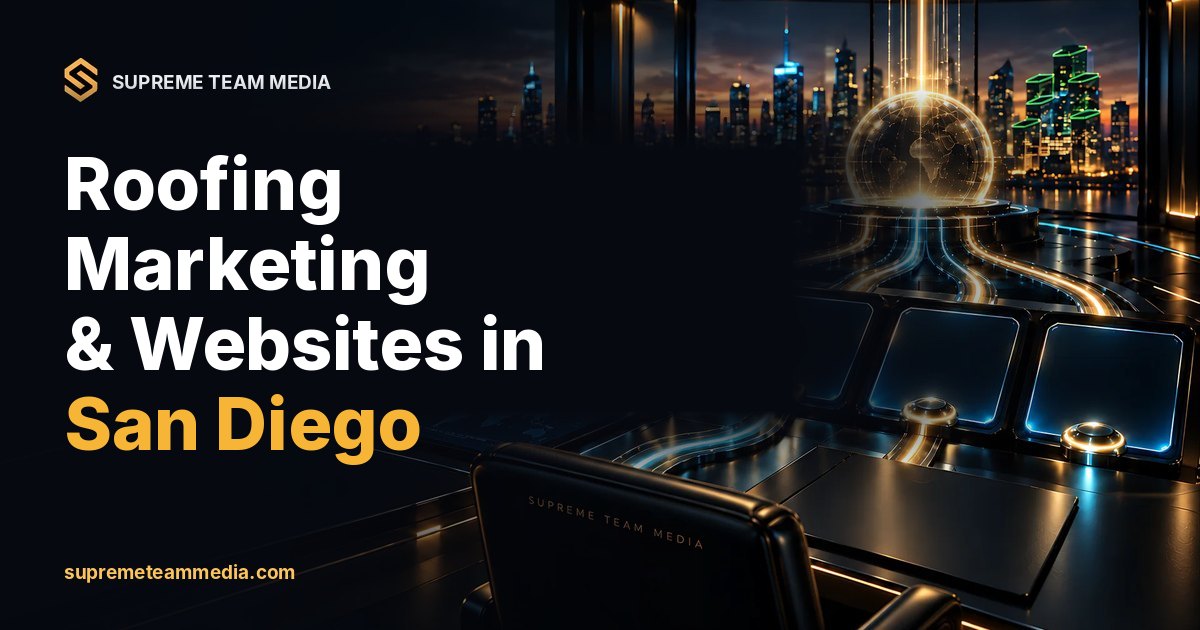 SUPREME TEAM MEDIA
Roofing
Marketing
& Websites in
San Diego
SUPREME TEAM MEDIA
supremeteammedia.com